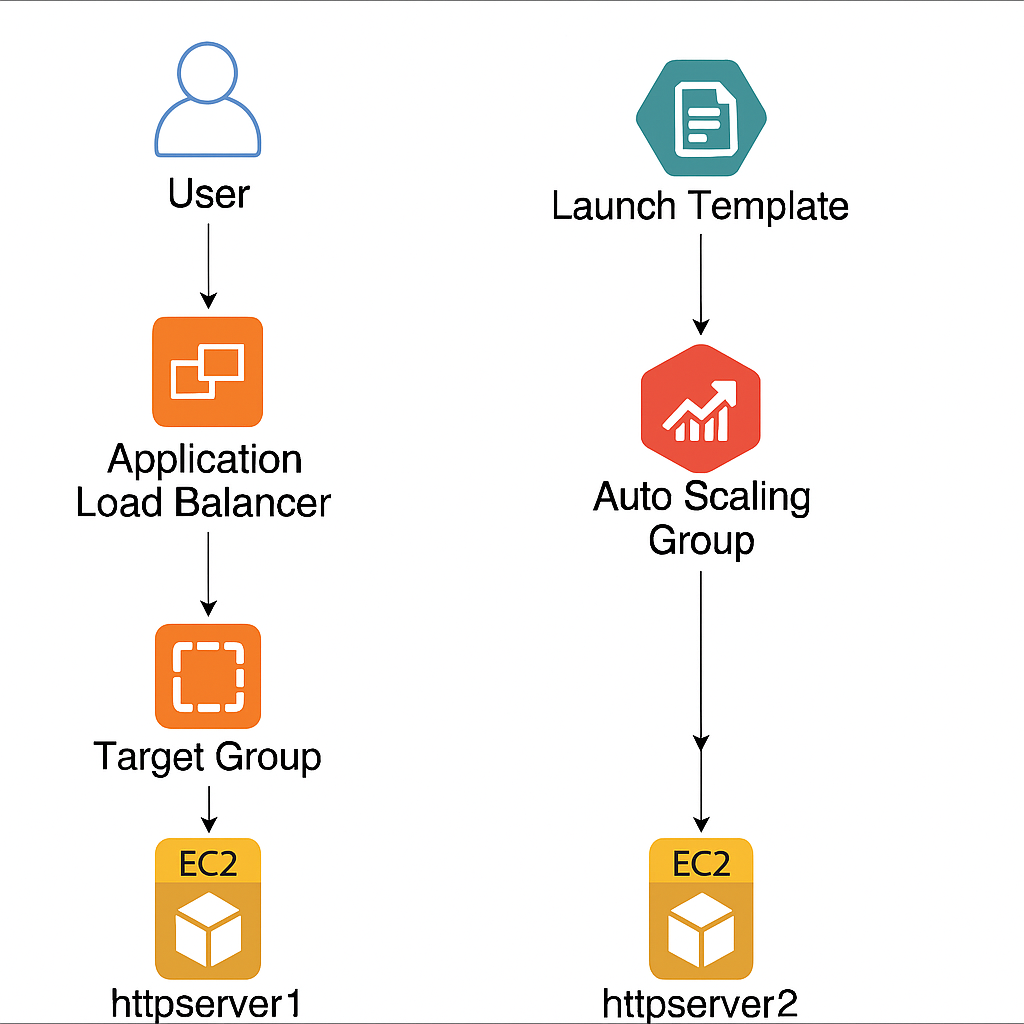 User
Application
Load Balancer
Target Group
EC2
httpserver1
Launch Template
Auto Scaling
Group
EC2
httpserver2